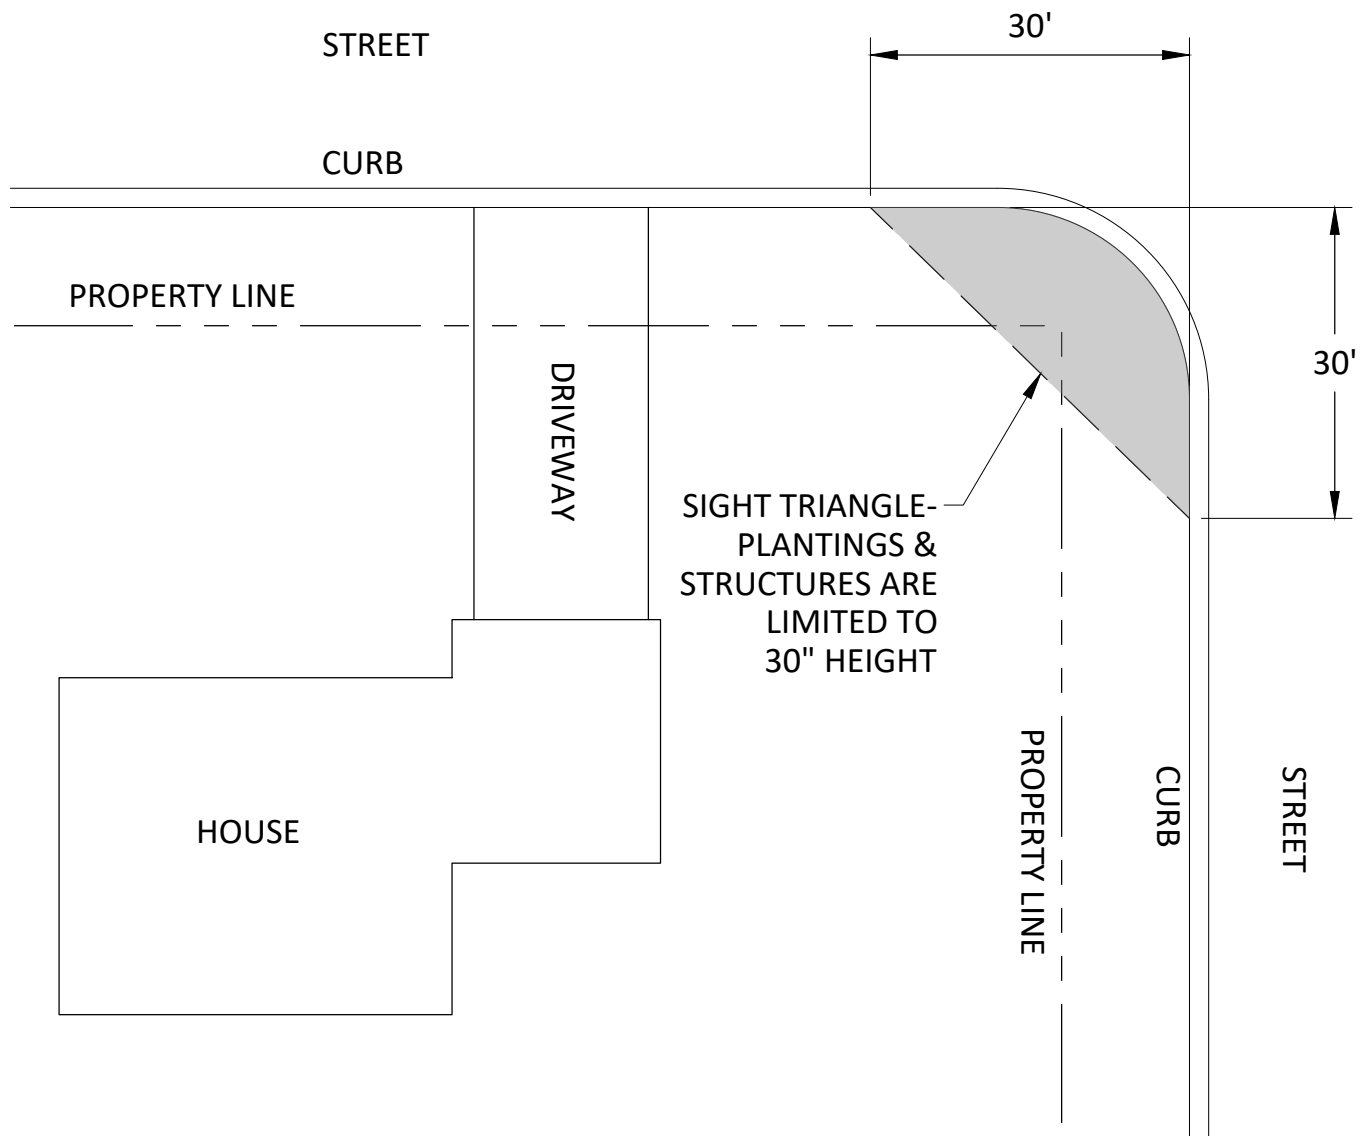 STREET
30'
CURB
PROPERTY LINE
30'
DRIVEWAY
SIGHT TRIANGLE-
PLANTINGS &
STRUCTURES ARE
LIMITED TO
30" HEIGHT
HOUSE
PROPERTY LINE
CURB
STREET